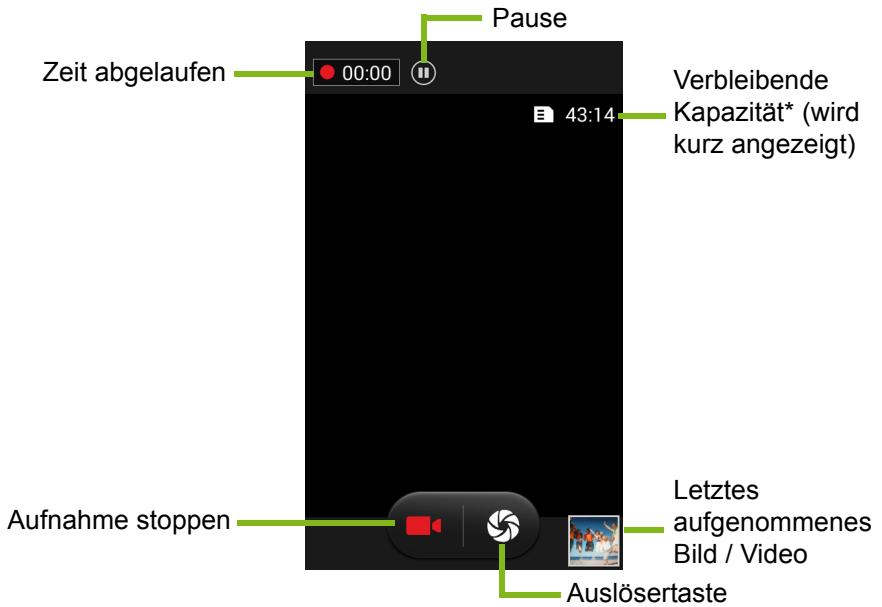 Pause
Zeit abgelaufen
00:00
43:14
Verbleibende
Kapazität* (wird
kurz angezeigt)
Aufnahme stoppen
Letztes
aufgenommenes
Bild / Video
Auslösertaste